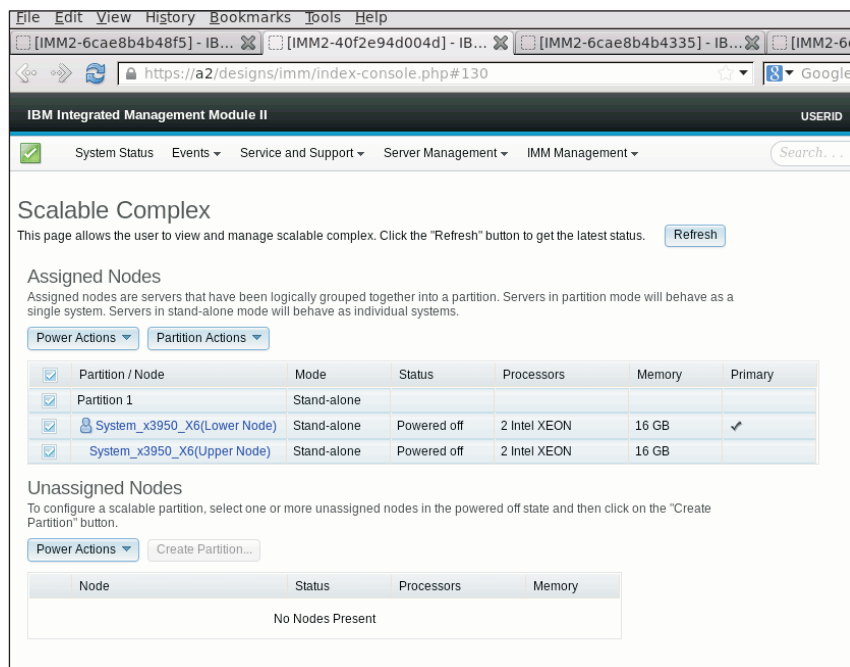 File Edit View History Bookmarks Tools Help
[IMM2-6cae8b4b48f5] - IB... [IMM2-40f2e94d004d] - IB... [IMM2-6cae8b4b4335] - IB... [IMM2-6
https://a2/designs/imm/index-console.php#130 8 Google
IBM Integrated Management Module II USERID
System Status Events Service and Support Server Management IMM Management Search...
Scalable Complex
This page allows the user to view and manage scalable complex. Click the "Refresh" button to get the latest status. Refresh
Assigned Nodes
Assigned nodes are servers that have been logically grouped together into a partition. Servers in partition mode will behave as a
single system. Servers in stand-alone mode will behave as individual systems.
Power Actions Partition Actions
Partition / Node Mode Status Processors Memory Primary
Partition 1 Stand-alone
System_x3950_X6(Lower Node) Stand-alone Powered off 2 Intel XEON 16 GB
System_x3950_X6(Upper Node) Stand-alone Powered off 2 Intel XEON 16 GB
Unassigned Nodes
To configure a scalable partition, select one or more unassigned nodes in the powered off state and then click on the "Create
Partition" button.
Power Actions Create Partition...
Node Status Processors Memory
No Nodes Present